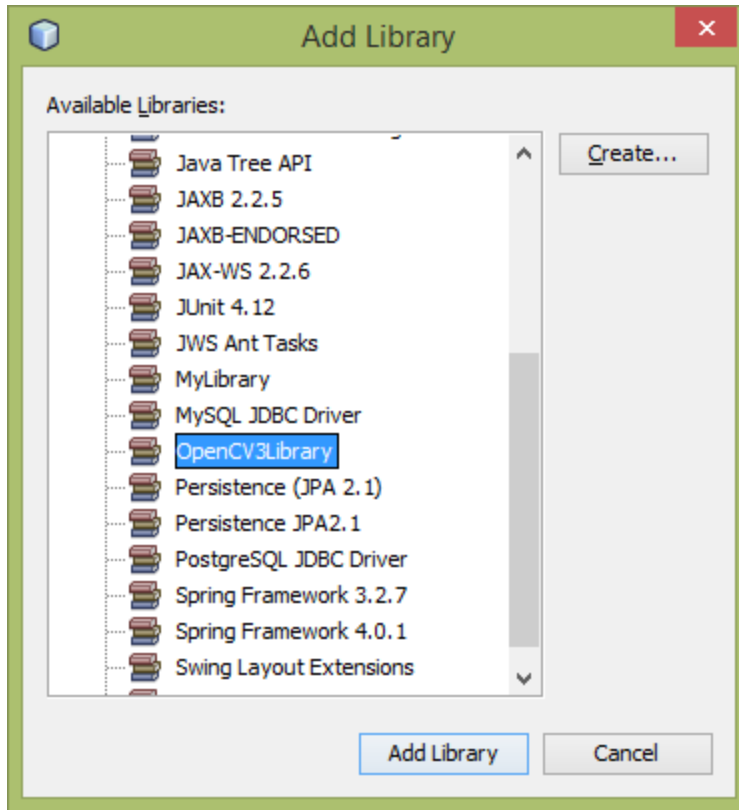 Add Library
Available Libraries:
Create...
Java Tree API
JAXB 2.2.5
JAXB-ENDORSED
JAX-WS 2.2.6
JUnit 4.12
JWS Ant Tasks
MyLibrary
MySQL JDBC Driver
OpenCV3Library
Persistence (JPA 2.1)
Persistence JPA2.1
PostgreSQL JDBC Driver
Spring Framework 3.2.7
Spring Framework 4.0.1
Swing Layout Extensions
Add Library Cancel